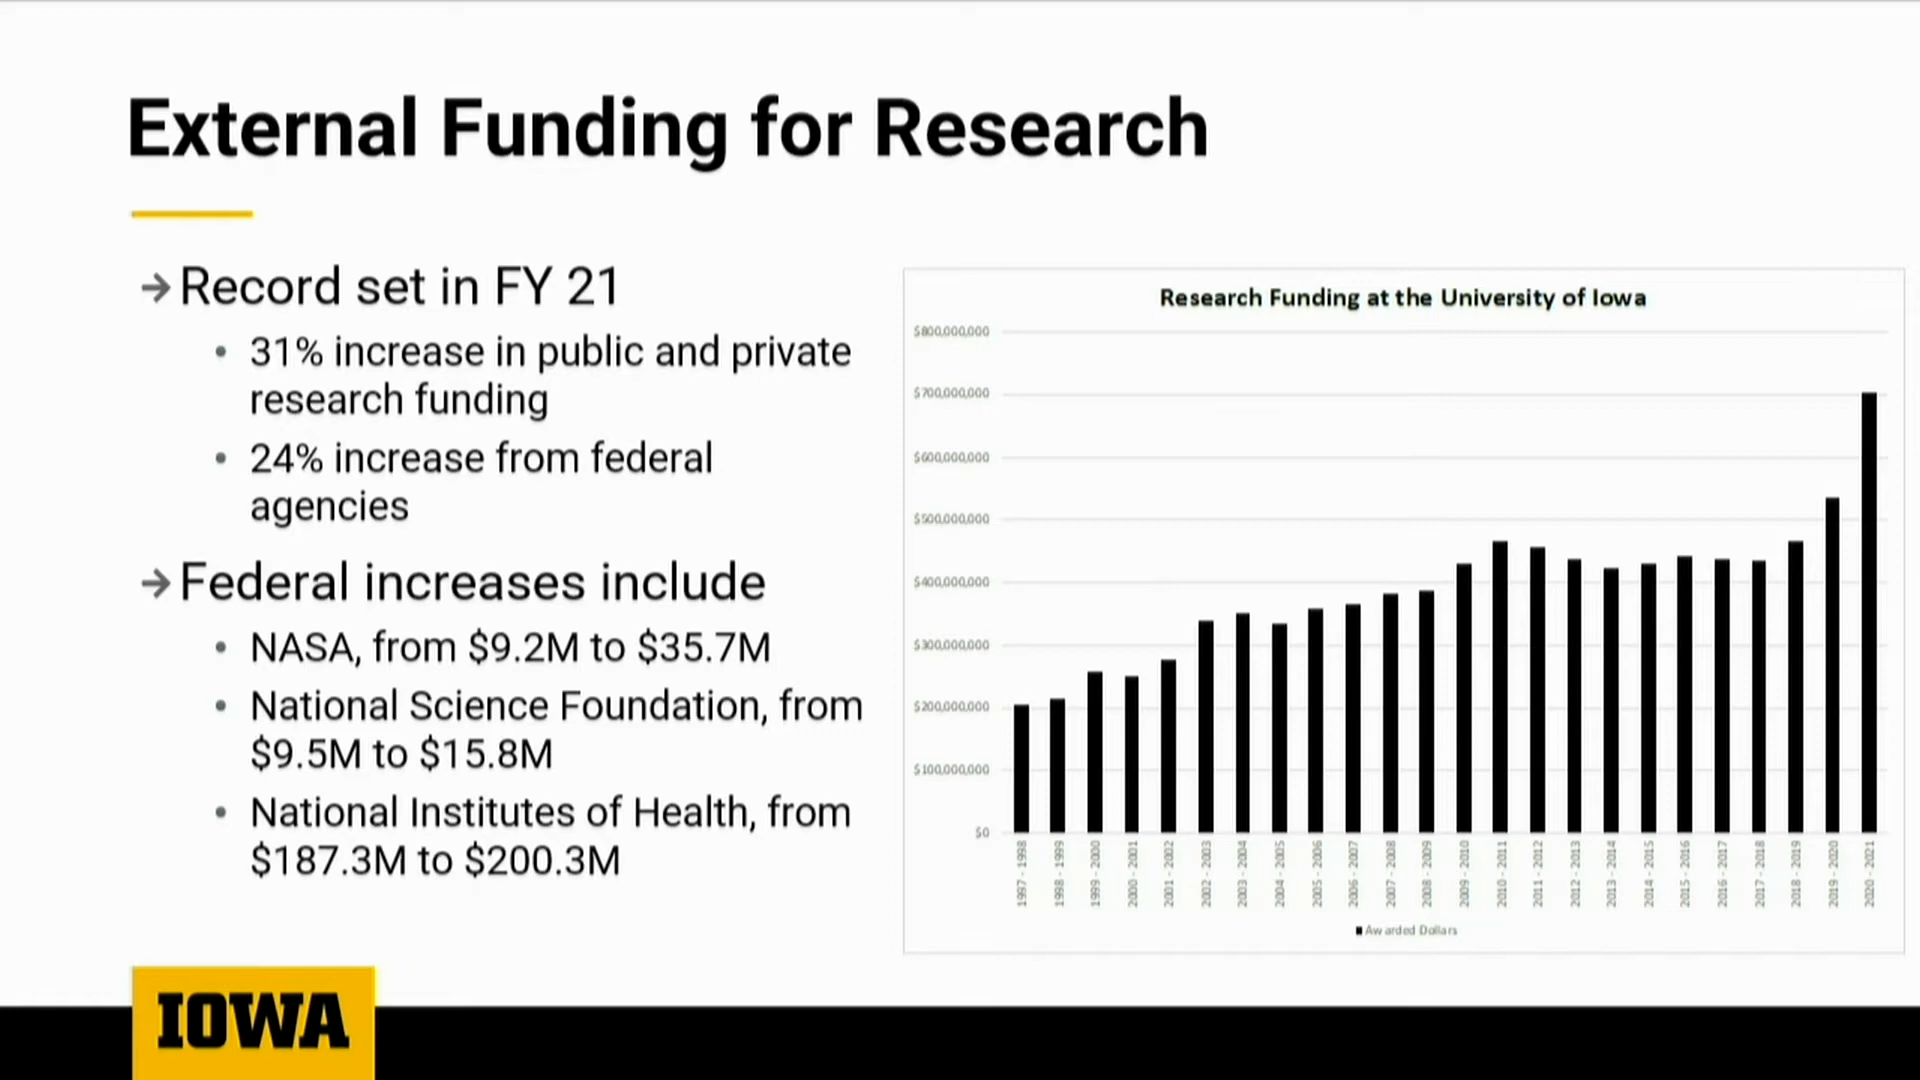 External Funding for Research
→Record set in FY 21
• 31% increase in public and private
research funding
• 24% increase from federal
agencies
→Federal increases include
• NASA, from $9.2M to $35.7M
• National Science Foundation, from
$9.5M to $15.8M
• National Institutes of Health, from
$187.3M to $200.3M
Research Funding at the University of Iowa
$800,000,000
$700,000,000
$600,000,000
$500,000,000
$400,000,000
$300,000,000
$200,000,000
$100,000,000
$0
1997 - 1998
1998 - 1999
1999 - 2000
2000 - 2001
2001 - 2002
2002 - 2003
2003 - 2004
2004 - 2005
2005 - 2006
2006 - 2007
2007 - 2008
2008 - 2009
2009 - 2010
2010 - 2011
2011 - 2012
2012 - 2013
2013 - 2014
2014 - 2015
2015 - 2016
2016 - 2017
2017 - 2018
2018 - 2019
2019 - 2020
2020 - 2021
Awarded Dollars
IOWA